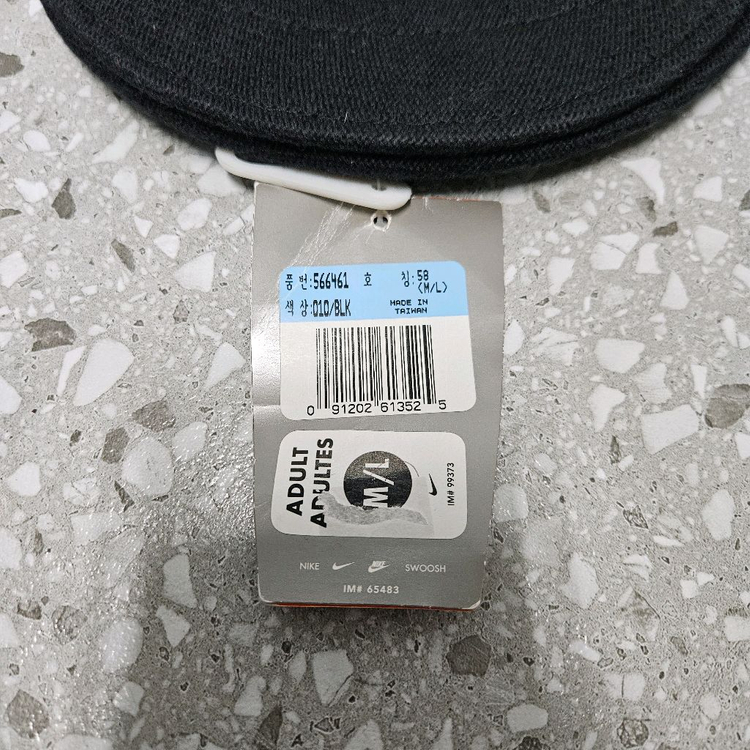 품 번:566461 호 칭:58
(M/L)
색 상:010/BLK MADE IN
TAIWAN
0 91202 61352 5
ADULT
ADULTES
M/L
IM# 99373
NIKE NIKE SWOOSH
IM# 65483